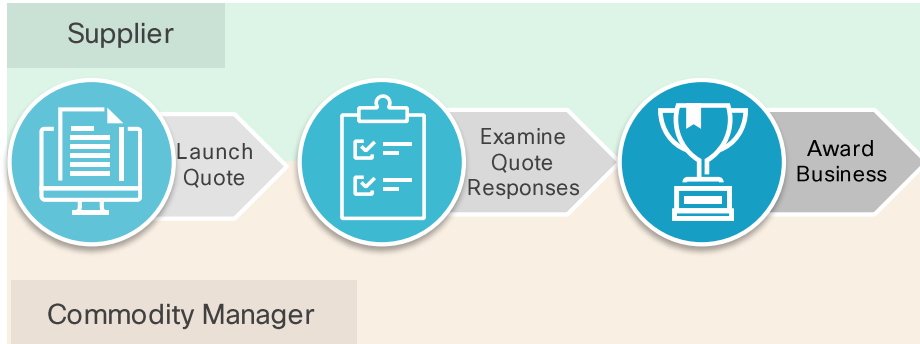 Supplier
Launch
Quote
Examine
Quote
Responses
Award
Business
Commodity Manager